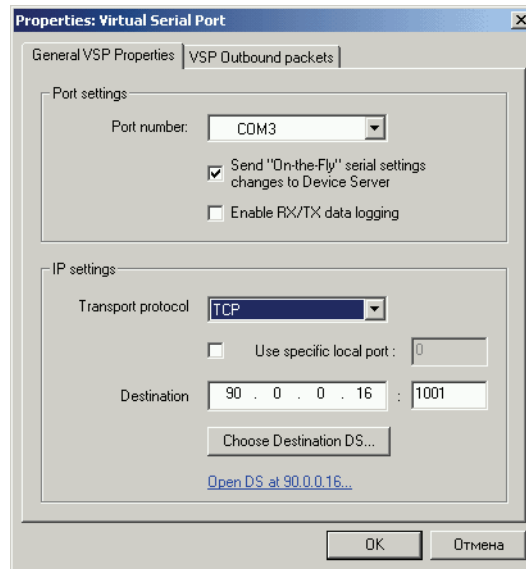 Properties: Virtual Serial Port
General VSP Properties
VSP Outbound packets
Port settings
Port number:
COM3
Send "On-the-Fly" serial settings
changes to Device Server
Enable RX/TX data logging
IP settings
Transport protocol
TCP
Use specific local port :
0
Destination
90 . 0 . 0 . 16 : 1001
Choose Destination DS...
Open DS at 90.0.0.16...
OK
Отмена